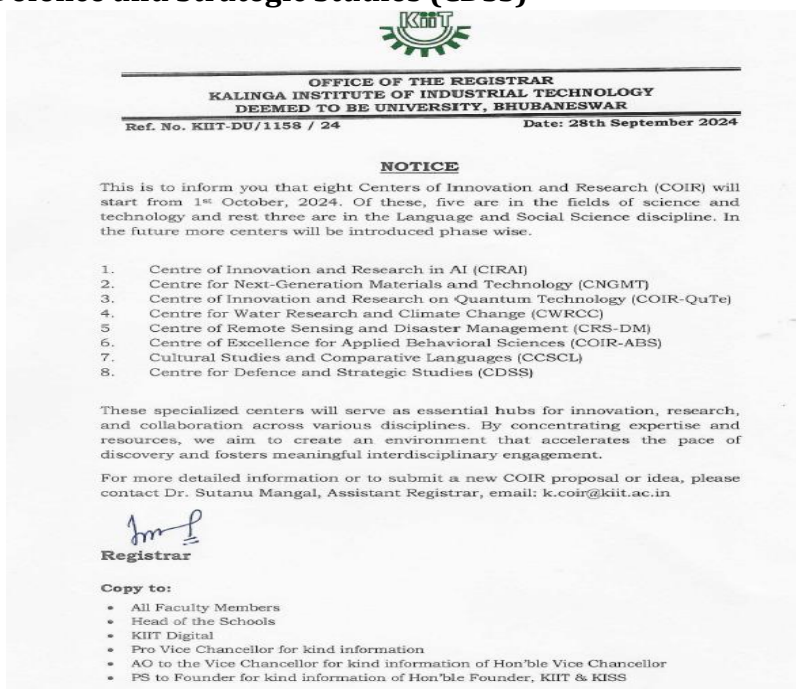 Defence and Strategic Studies (CDSS)
KiiT
OFFICE OF THE REGISTRAR
KALINGA INSTITUTE OF INDUSTRIAL TECHNOLOGY
DEEMED TO BE UNIVERSITY, BHUBANESWAR
Ref. No. KIIT-DU/1158 / 24 Date: 28th September 2024
NOTICE
This is to inform you that eight Centers of Innovation and Research (COIR) will
start from 1st October, 2024. Of these, five are in the fields of science and
technology and rest three are in the Language and Social Science discipline. In
the future more centers will be introduced phase wise.
1. Centre of Innovation and Research in AI (CIRAI)
2. Centre for Next-Generation Materials and Technology (CNGMT)
3. Centre of Innovation and Research on Quantum Technology (COIR-QuTe)
4. Centre for Water Research and Climate Change (CWRCC)
5 Centre of Remote Sensing and Disaster Management (CRS-DM)
6. Centre of Excellence for Applied Behavioral Sciences (COIR-ABS)
7. Cultural Studies and Comparative Languages (CCSCL)
8. Centre for Defence and Strategic Studies (CDSS)
These specialized centers will serve as essential hubs for innovation, research,
and collaboration across various disciplines. By concentrating expertise and
resources, we aim to create an environment that accelerates the pace of
discovery and fosters meaningful interdisciplinary engagement.
For more detailed information or to submit a new COIR proposal or idea, please
contact Dr. Sutanu Mangal, Assistant Registrar, email: k.coir@kiit.ac.in
Registrar
Copy to:
• All Faculty Members
• Head of the Schools
• KIIT Digital
• Pro Vice Chancellor for kind information
• AO to the Vice Chancellor for kind information of Hon'ble Vice Chancellor
• PS to Founder for kind information of Hon'ble Founder, KIIT & KISS